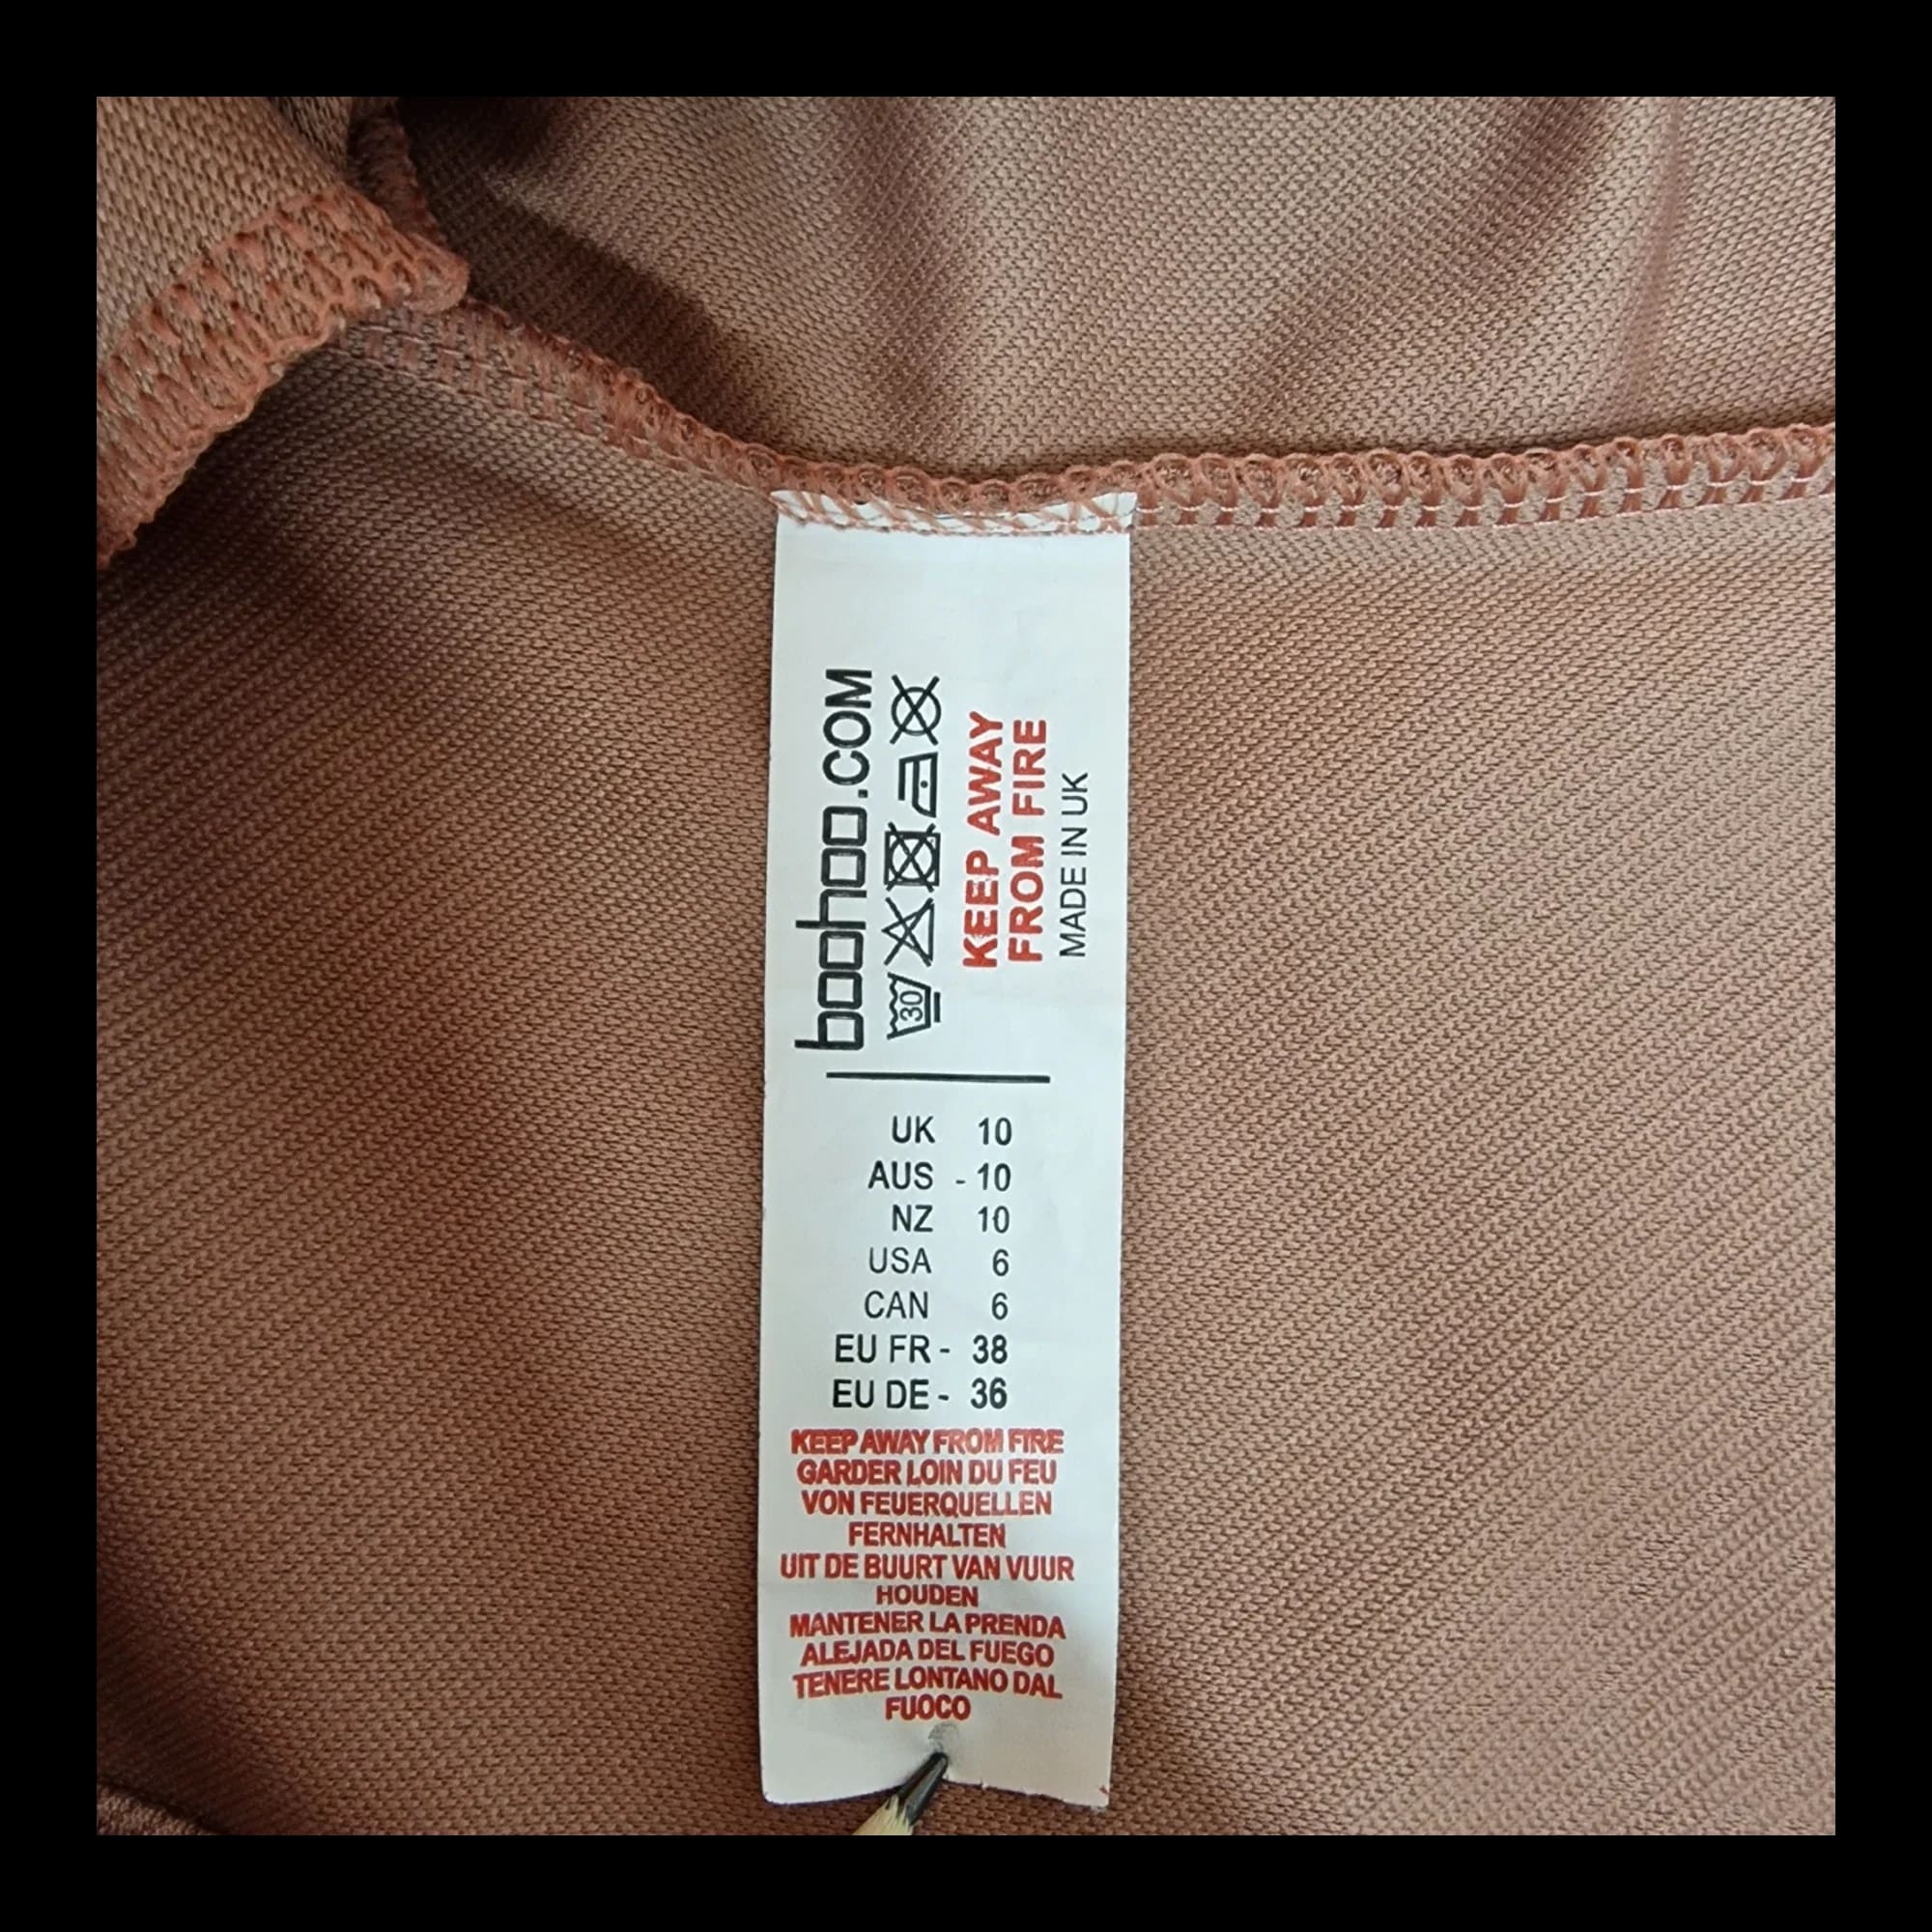 boohoo.COM
30
KEEP AWAY
FROM FIRE
MADE IN UK
UK 10
AUS - 10
NZ 10
USA 6
CAN 6
EU FR - 38
EU DE - 36
KEEP AWAY FROM FIRE
GARDER LOIN DU FEU
VON FEUERQUELLEN
FERNHALTEN
UIT DE BUURT VAN VUUR
HOUDEN
MANTENER LA PRENDA
ALEJADA DEL FUEGO
TENERE LONTANO DAL
FUOCO